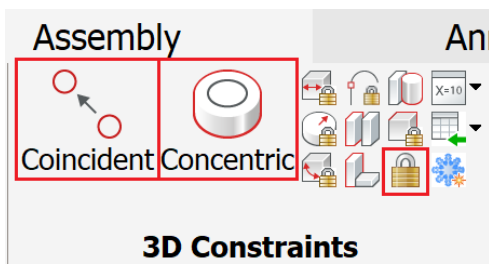 Assembly
An
Coincident
Concentric
X=10
3D Constraints